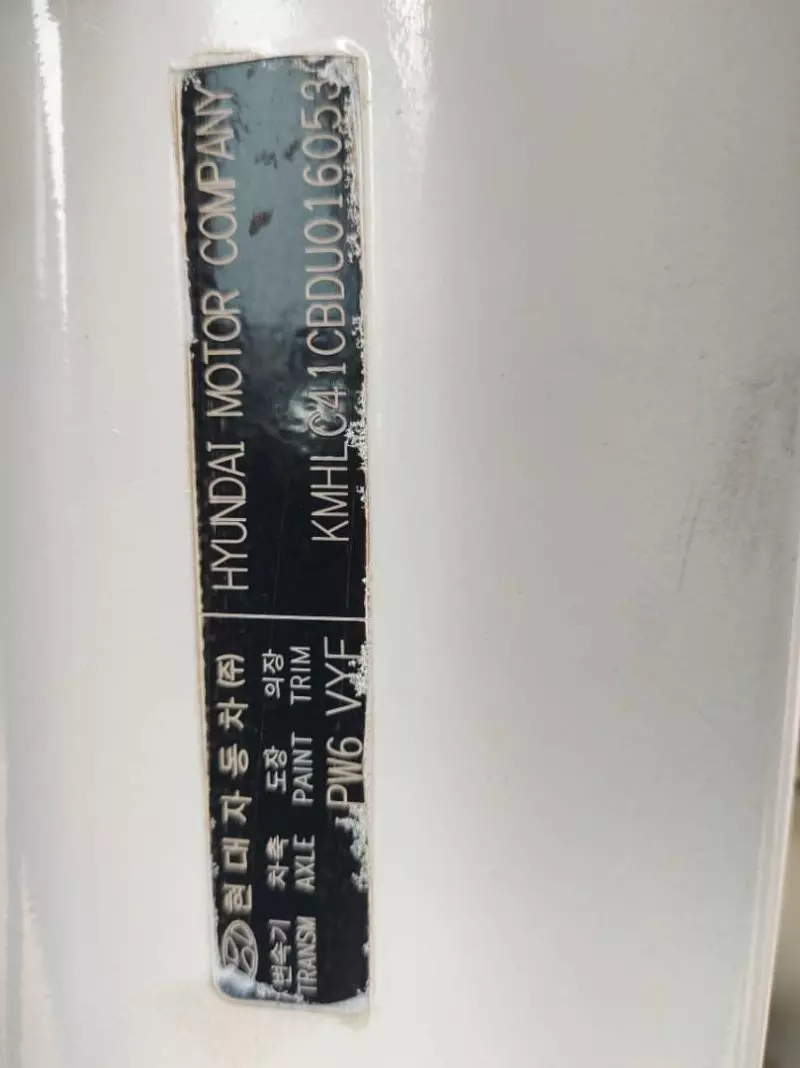 현대자동차(주)
HYUNDAI MOTOR COMPANY
변속기 차축 도장 의장
TRANSM AXLE PAINT TRIM
KMHLC41CBDU016053
PW6 VYF